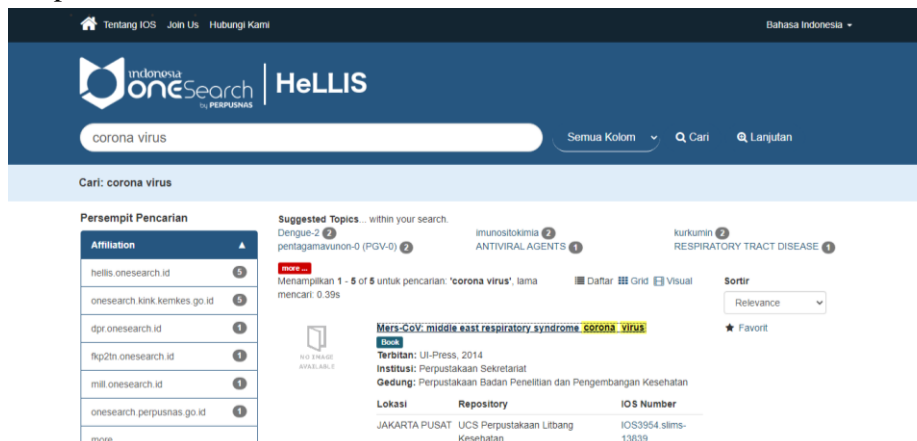 Tentang IOS Join Us Hubungi Kami Bahasa Indonesia
indonesia
oneSearch
by PERPUSNAS
HeLLIS
corona virus Semua Kolom Cari Lanjutan
Cari: corona virus
Persempit Pencarian
Affiliation
hellis.onesearch.id 5
onesearch.kink.kemkes.go.id 5
dpr.onesearch.id 1
fkp2tn.onesearch.id 1
mill.onesearch.id 1
onesearch.perpusnas.go.id 1
more
Suggested Topics... within your search.
Dengue-2 2 imunositokimia 2 kurkumin 2
pentagamavunon-0 (PGV-0) 2 ANTIVIRAL AGENTS 1 RESPIRATORY TRACT DISEASE 1
more ...
Menampilkan 1 - 5 of 5 untuk pencarian: 'corona virus', lama
mencari: 0.39s
Daftar Grid Visual
Sortir
Relevance
Favorit
NO IMAGE
AVAILABLE
Mers-CoV: middle east respiratory syndrome corona virus
Book
Terbitan: UI-Press, 2014
Institusi: Perpustakaan Sekretariat
Gedung: Perpustakaan Badan Penelitian dan Pengembangan Kesehatan
Lokasi Repository IOS Number
JAKARTA PUSAT UCS Perpustakaan Litbang IOS3954.slims-
Kesehatan 13839